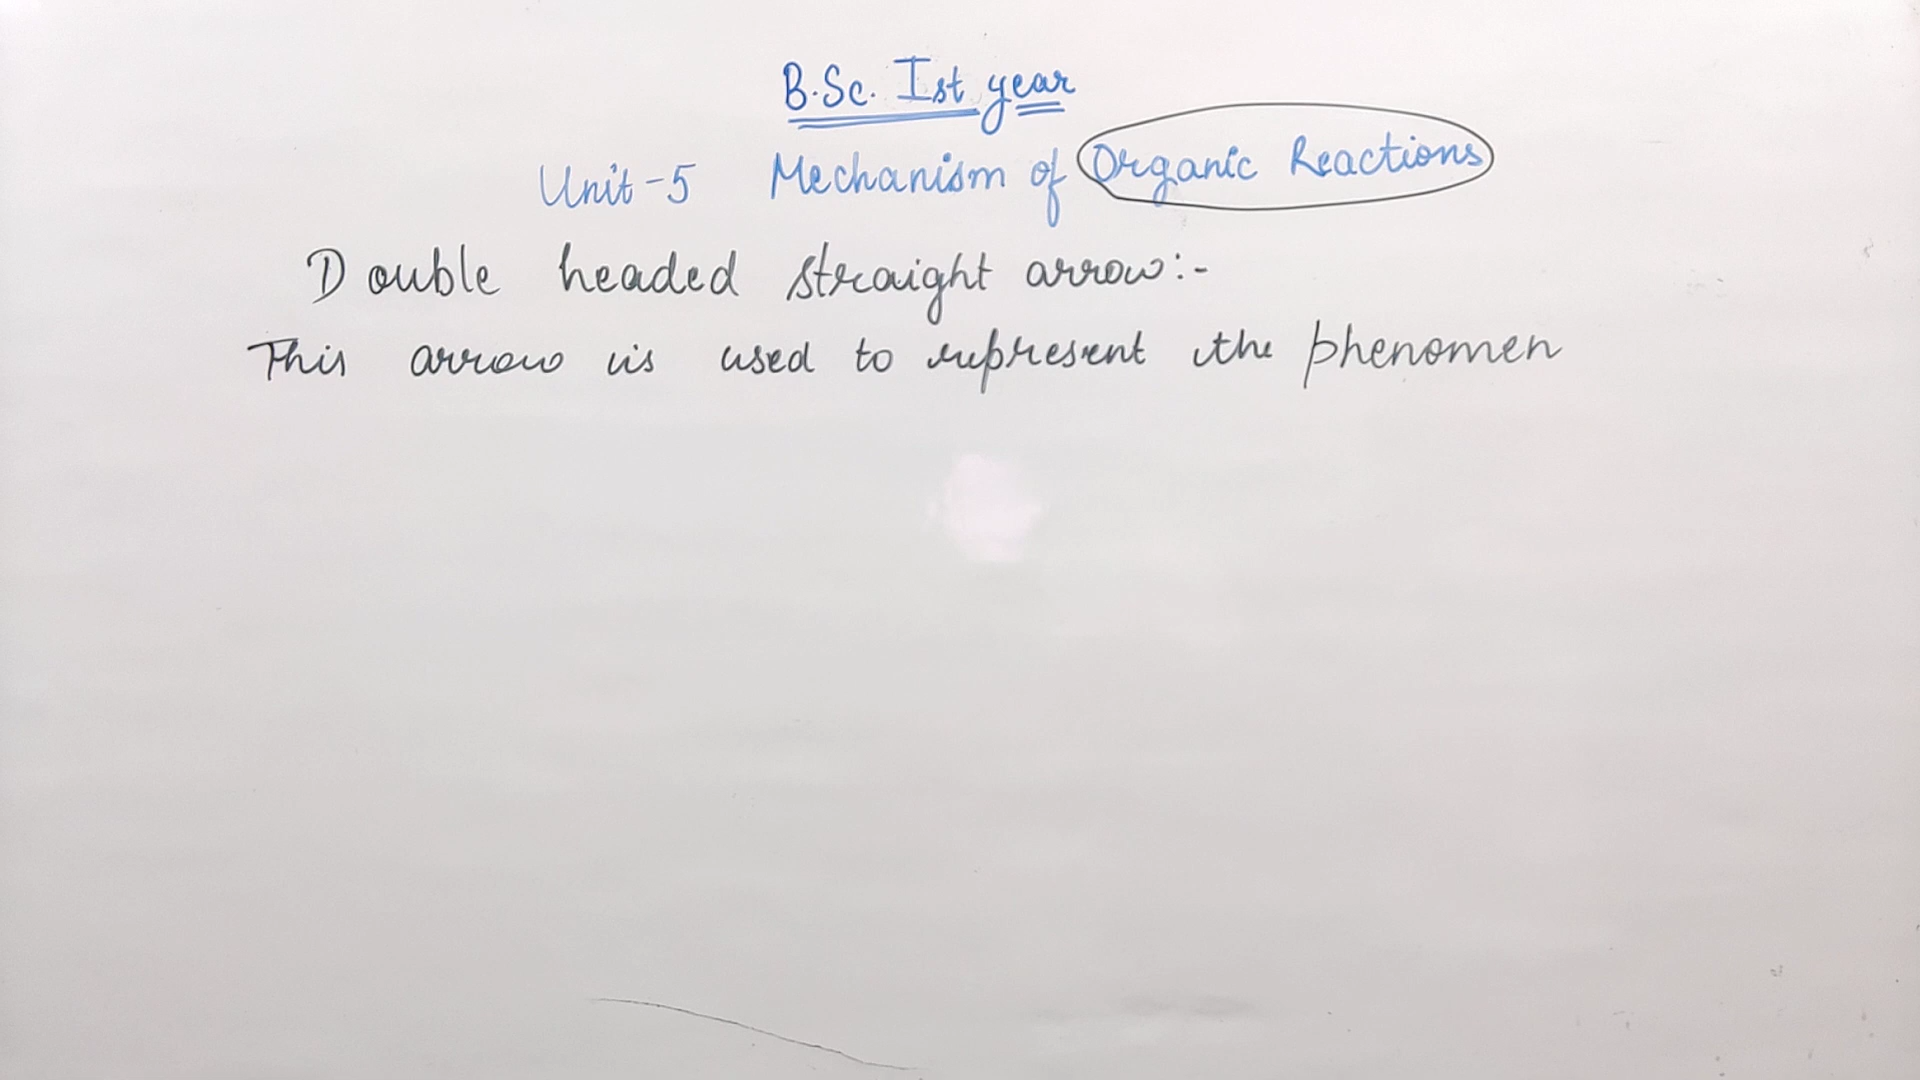 B.Sc. Ist year
Unit-5 Mechanism of Organic Reactions
Double headed straight arrow:-
This arrow is used to represent the phenomen